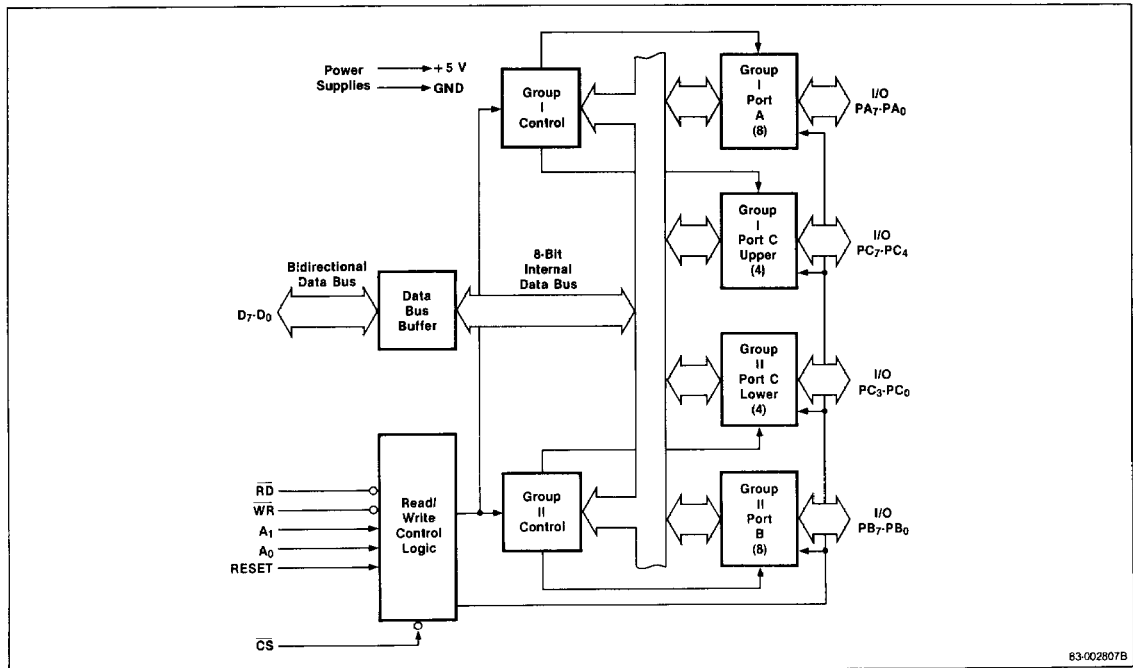 Power Supplies
+5 V
GND
Group
I
Control
Group
I
Port
A
(8)
I/O
PA7-PA0
Group
I
Port C
Upper
(4)
I/O
PC7-PC4
Bidirectional
Data Bus
D7-D0
Data
Bus
Buffer
8-Bit
Internal
Data Bus
Group
II
Port C
Lower
(4)
I/O
PC3-PC0
RD
WR
A1
A0
RESET
CS
Read/
Write
Control
Logic
Group
II
Control
Group
II
Port
B
(8)
I/O
PB7-PB0
83-002807B